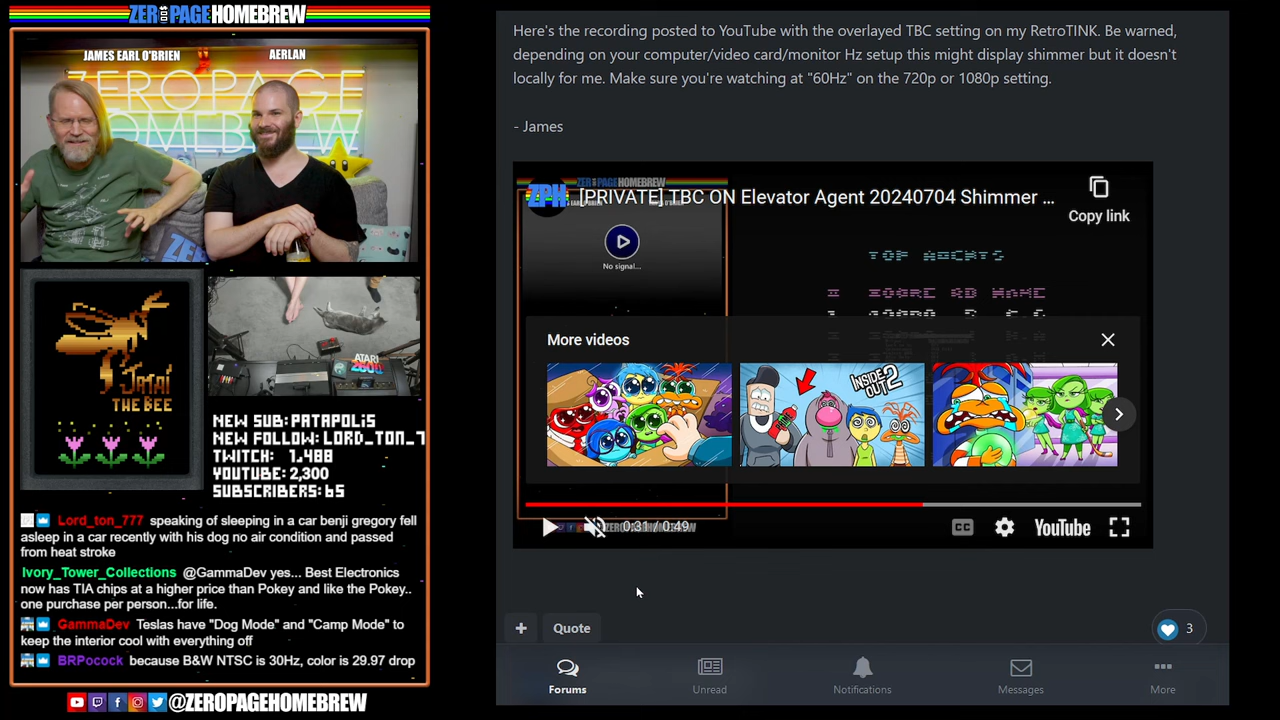 ZEROPAGEHOMEBREW
JAMES EARL O'BRIEN
AERLAN
ZEROPAGE
HOMEBREW
JATAI
THE BEE
ATARI
2600
NEW SUB: PATAPOLIS
NEW FOLLOW: LORD_TON_7
TWITCH: 1,488
YOUTUBE: 2,300
SUBSCRIBERS: 65
Lord_ton_777 speaking of sleeping in a car benji gregory fell
asleep in a car recently with his dog no air condition and passed
from heat stroke
Ivory_Tower_Collections @GammaDev yes... Best Electronics
now has TIA chips at a higher price than Pokey and like the Pokey..
one purchase per person...for life.
GammaDev Teslas have "Dog Mode" and "Camp Mode" to
keep the interior cool with everything off
BRPocock because B&W NTSC is 30Hz, color is 29.97 drop
@ZEROPAGEHOMEBREW
Here's the recording posted to YouTube with the overlayed TBC setting on my RetroTINK. Be warned,
depending on your computer/video card/monitor Hz setup this might display shimmer but it doesn't
locally for me. Make sure you're watching at "60Hz" on the 720p or 1080p setting.
- James
ZPH
[PRIVATE] TBC ON Elevator Agent 20240704 Shimmer ...
Copy link
No signal...
TOP AGENTS
More videos
INSIDE OUT 2
0:31 / 0:49
CC
YouTube
+
Quote
3
Forums
Unread
Notifications
Messages
More